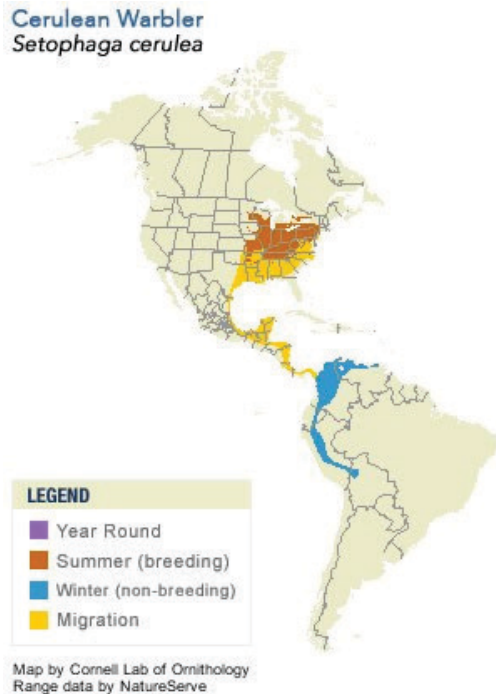 Cerulean Warbler
Setophaga cerulea
LEGEND
Year Round
Summer (breeding)
Winter (non-breeding)
Migration
Map by Cornell Lab of Ornithology
Range data by NatureServe